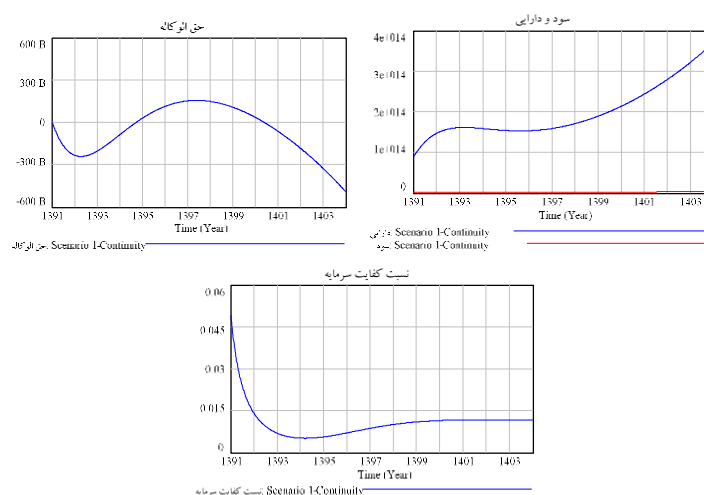 حق الوکاله
600 B
300 B
0
-300 B
-600 B
1391 1393 1395 1397 1399 1401 1403
Time (Year)
حق الوکاله: Scenario 1-Continuity
سود و دارایی
4e+014
3e+014
2e+014
1e+014
0
1391 1393 1395 1397 1399 1401 1403
Time (Year)
دارایی: Scenario 1-Continuity
سود: Scenario 1-Continuity
نسبت کفایت سرمایه
0.06
0.045
0.03
0.015
0
1391 1393 1395 1397 1399 1401 1403
Time (Year)
نسبت کفایت سرمایه: Scenario 1-Continuity